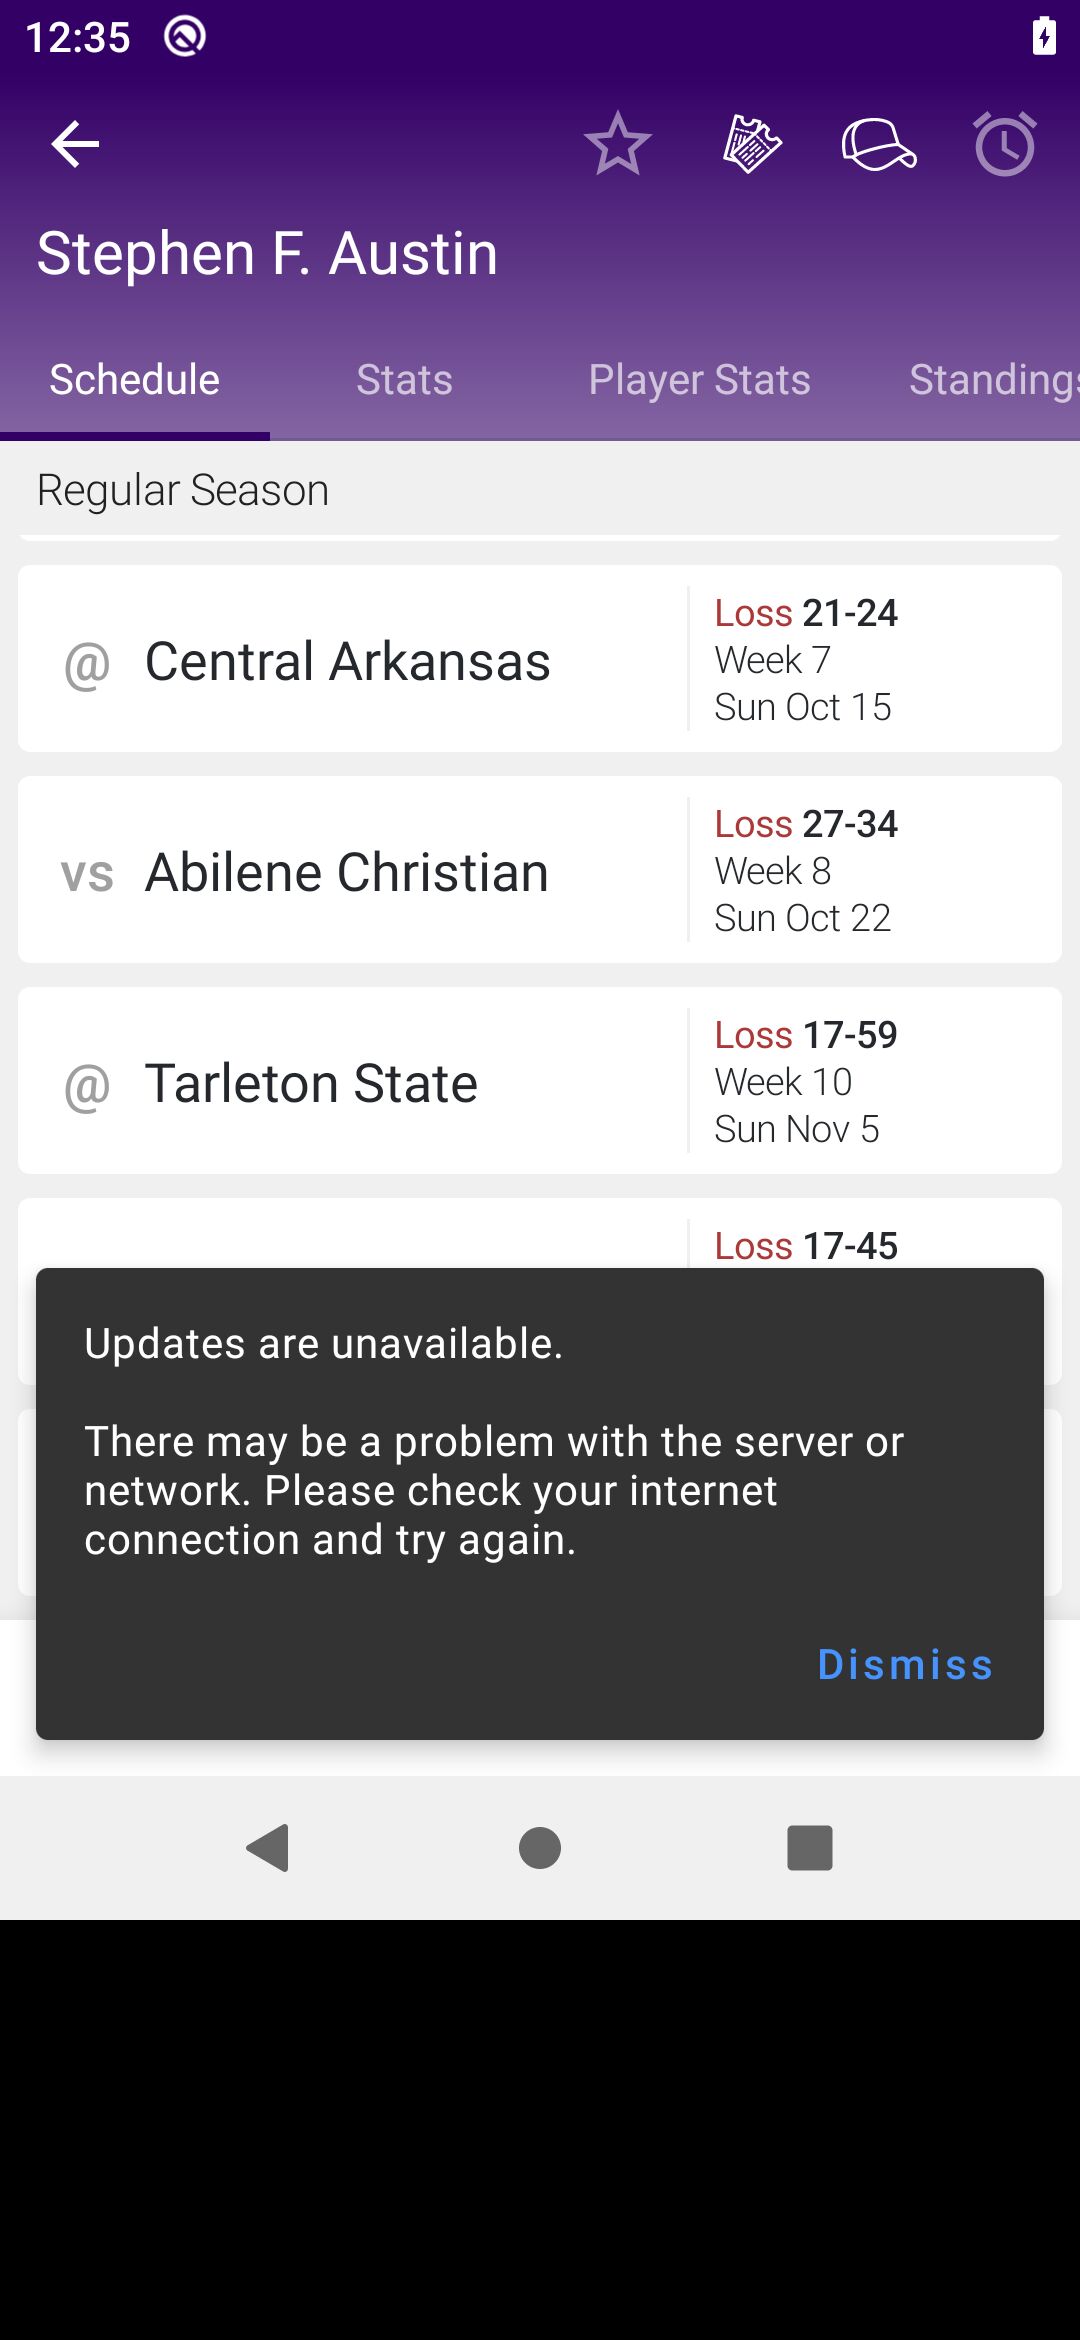 12:35
Stephen F. Austin
Schedule
Stats
Player Stats
Standings
Regular Season
@ Central Arkansas
Loss 21-24
Week 7
Sun Oct 15
vs Abilene Christian
Loss 27-34
Week 8
Sun Oct 22
@ Tarleton State
Loss 17-59
Week 10
Sun Nov 5
Loss 17-45
Updates are unavailable.
There may be a problem with the server or
network. Please check your internet
connection and try again.
Dismiss